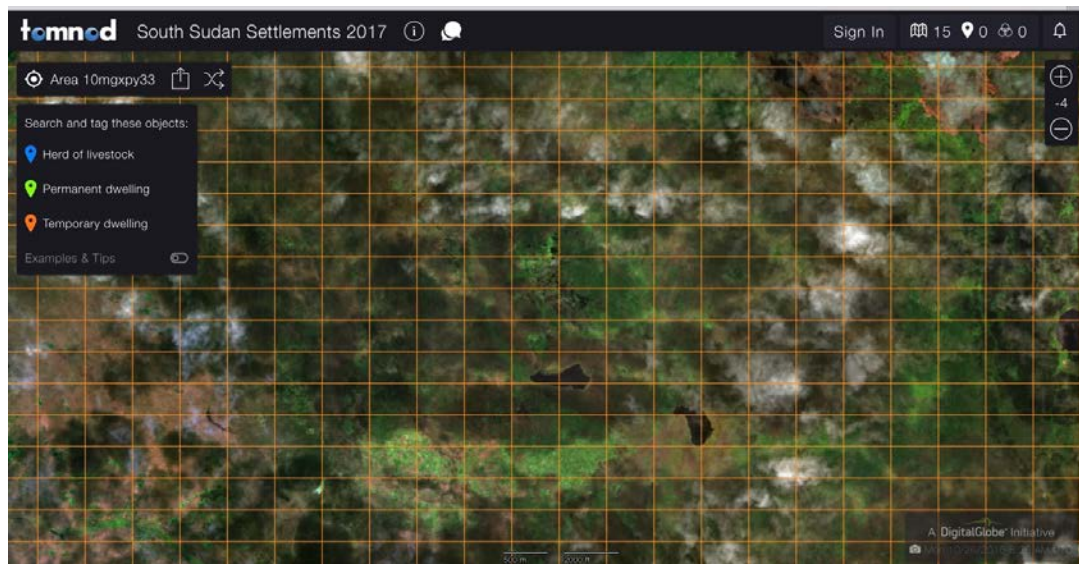 tomnod South Sudan Settlements 2017 i Sign In 15 0 0
Area 10mgxpy33
-4
Search and tag these objects:
Herd of livestock
Permanent dwelling
Temporary dwelling
Examples & Tips
A DigitalGlobe® Initiative
500 m 2000 ft